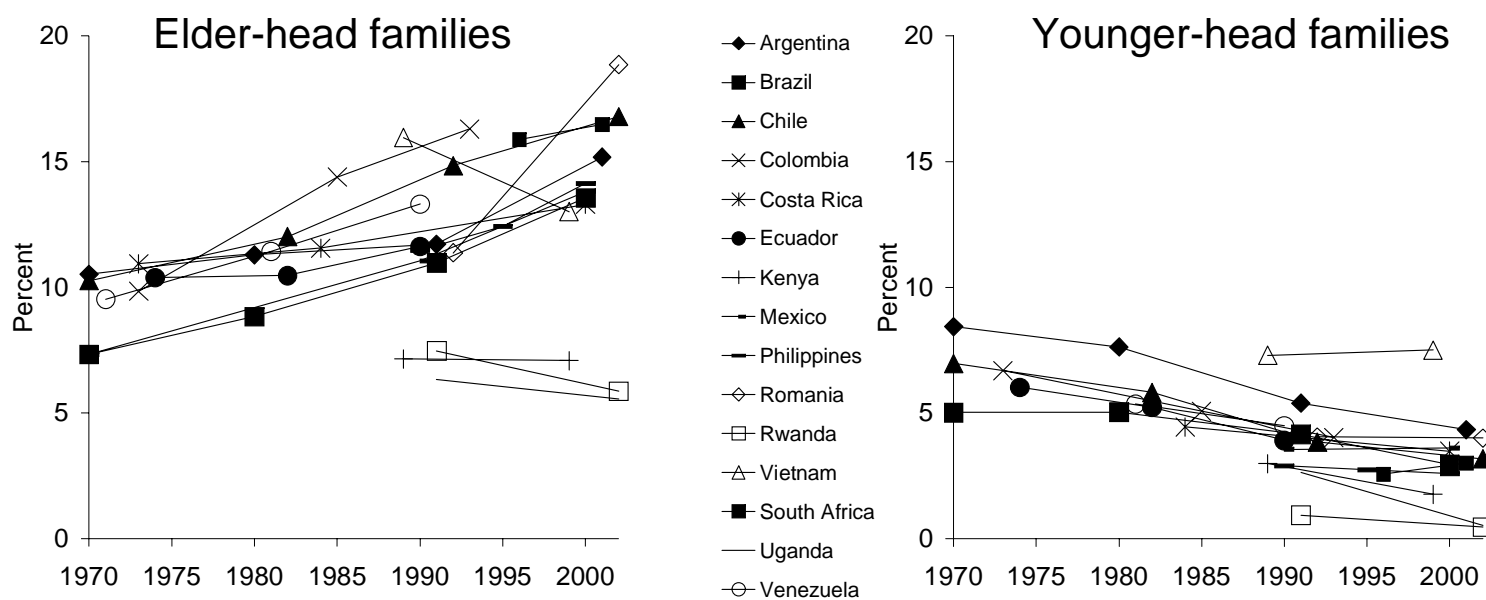 Elder-head families
Younger-head families
Percent
20
15
10
5
0
1970 1975 1980 1985 1990 1995 2000
Argentina
Brazil
Chile
Colombia
Costa Rica
Ecuador
Kenya
Mexico
Philippines
Romania
Rwanda
Vietnam
South Africa
Uganda
Venezuela
Percent
20
15
10
5
0
1970 1975 1980 1985 1990 1995 2000